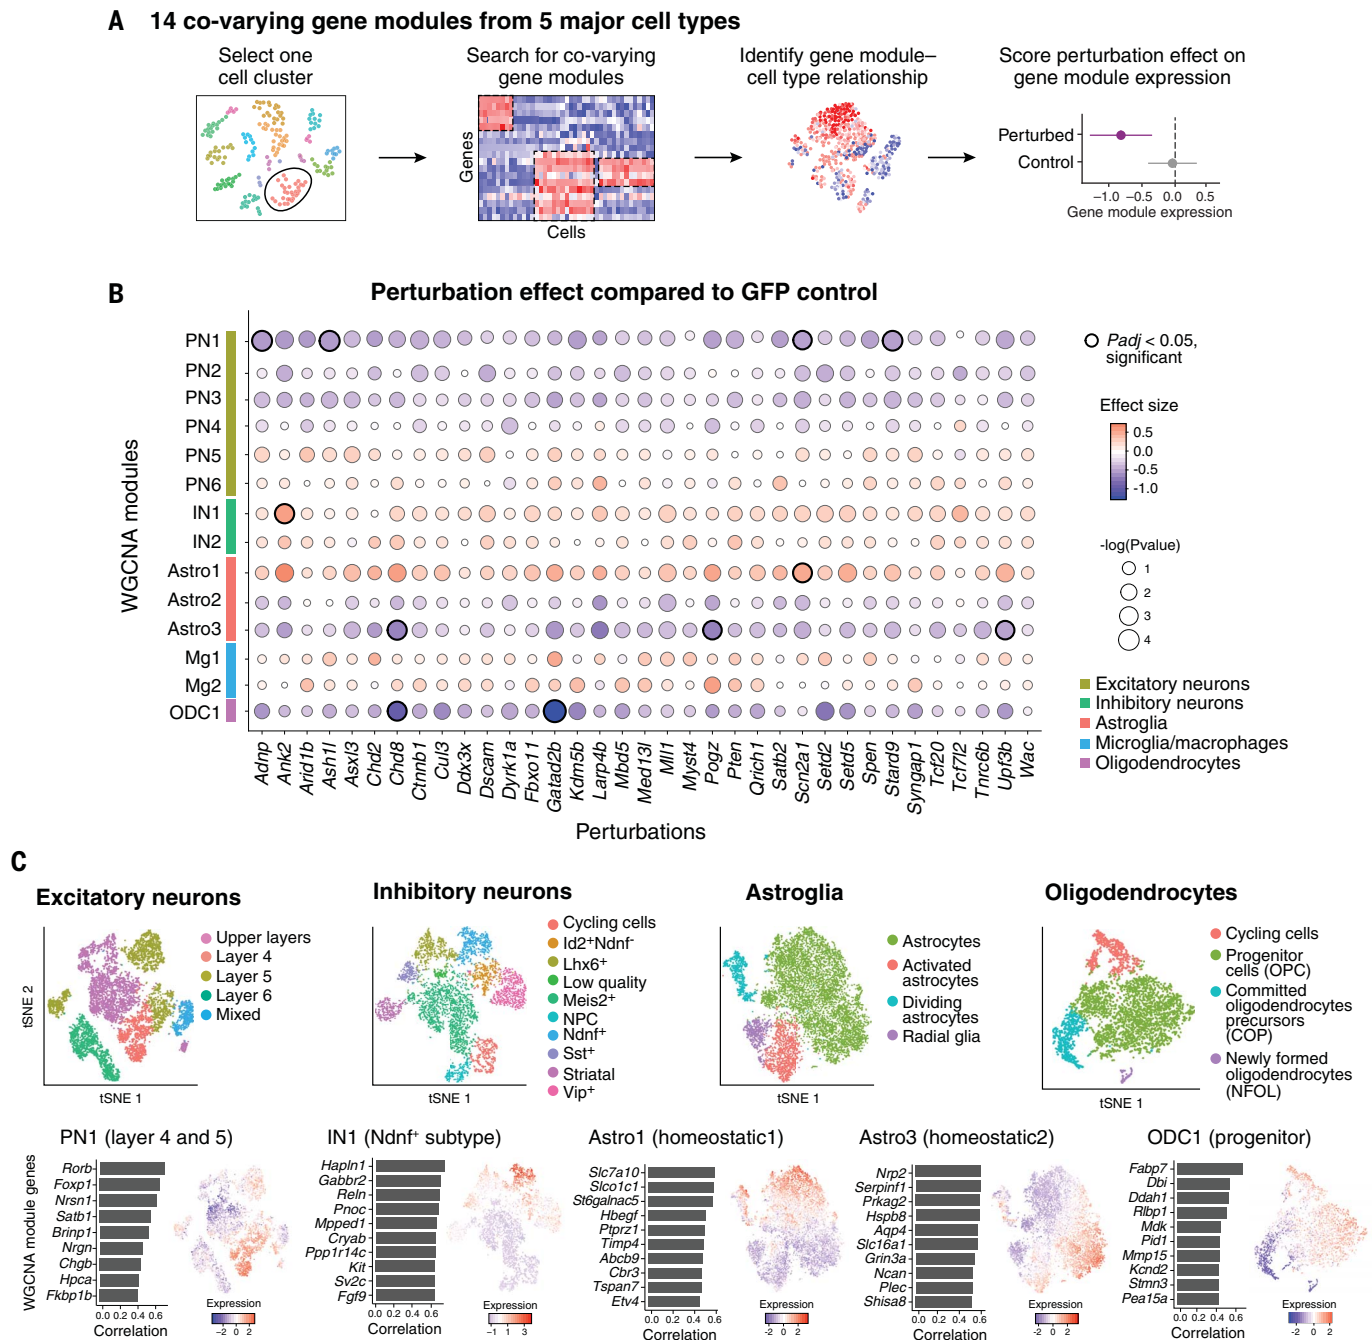 A 14 co-varying gene modules from 5 major cell types
Select one
cell cluster
Search for co-varying
gene modules
Genes
Cells
Identify gene module–
cell type relationship
Score perturbation effect on
gene module expression
Perturbed
Control
−1.0 −0.5 0.0 0.5
Gene module expression
B Perturbation effect compared to GFP control
WGCNA modules
PN1
PN2
PN3
PN4
PN5
PN6
IN1
IN2
Astro1
Astro2
Astro3
Mg1
Mg2
ODC1
Adnp
Ank2
Arid1b
Ash1l
Asxl3
Chd2
Chd8
Ctnnb1
Cul3
Ddx3x
Dscam
Dyrk1a
Fbxo11
Gatad2b
Kdm5b
Larp4b
Mbd5
Med13l
Mll1
Myst4
Pogz
Pten
Qrich1
Satb2
Scn2a1
Setd2
Setd5
Spen
Stard9
Syngap1
Tcf20
Tcf7l2
Tnrc6b
Upf3b
Wac
Perturbations
Padj < 0.05,
significant
Effect size
0.5
0.0
-0.5
-1.0
-log(Pvalue)
1
2
3
4
Excitatory neurons
Inhibitory neurons
Astroglia
Microglia/macrophages
Oligodendrocytes
C
Excitatory neurons
tSNE 2
tSNE 1
Upper layers
Layer 4
Layer 5
Layer 6
Mixed
Inhibitory neurons
tSNE 1
Cycling cells
Id2+Ndnf-
Lhx6+
Low quality
Meis2+
NPC
Ndnf+
Sst+
Striatal
Vip+
Astroglia
tSNE 1
Astrocytes
Activated
astrocytes
Dividing
astrocytes
Radial glia
Oligodendrocytes
tSNE 1
Cycling cells
Progenitor
cells (OPC)
Committed
oligodendrocytes
precursors
(COP)
Newly formed
oligodendrocytes
(NFOL)
WGCNA module genes
PN1 (layer 4 and 5)
Rorb
Foxp1
Nrsn1
Satb1
Brinp1
Nrgn
Chgb
Hpca
Fkbp1b
0.0 0.2 0.4 0.6
Correlation
Expression
−2 0 2
IN1 (Ndnf+ subtype)
Hapln1
Gabbr2
Reln
Pnoc
Mpped1
Cryab
Ppp1r14c
Kit
Sv2c
Fgf9
0.0 0.2 0.4 0.6
Correlation
Expression
−1 1 3
Astro1 (homeostatic1)
Slc7a10
Slco1c1
St6galnac5
Hbegf
Ptprz1
Timp4
Abcb9
Cbr3
Tspan7
Etv4
0.0 0.2 0.4 0.6
Correlation
Expression
−2 0 2
Astro3 (homeostatic2)
Nrp2
Serpinf1
Prkag2
Hspb8
Aqp4
Slc16a1
Grin3a
Ncan
Plec
Shisa8
0.0 0.2 0.4 0.6
Correlation
Expression
−2 0 2
ODC1 (progenitor)
Fabp7
Dbi
Ddah1
Rlbp1
Mdk
Pid1
Mmp15
Kcnd2
Stmn3
Pea15a
0.0 0.2 0.4 0.6
Correlation
Expression
-2 0 2